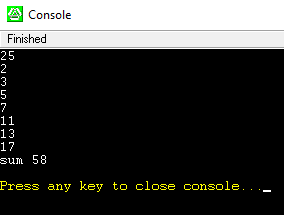 Console
Finished
25
2
3
5
7
11
13
17
sum 58
Press any key to close console..._